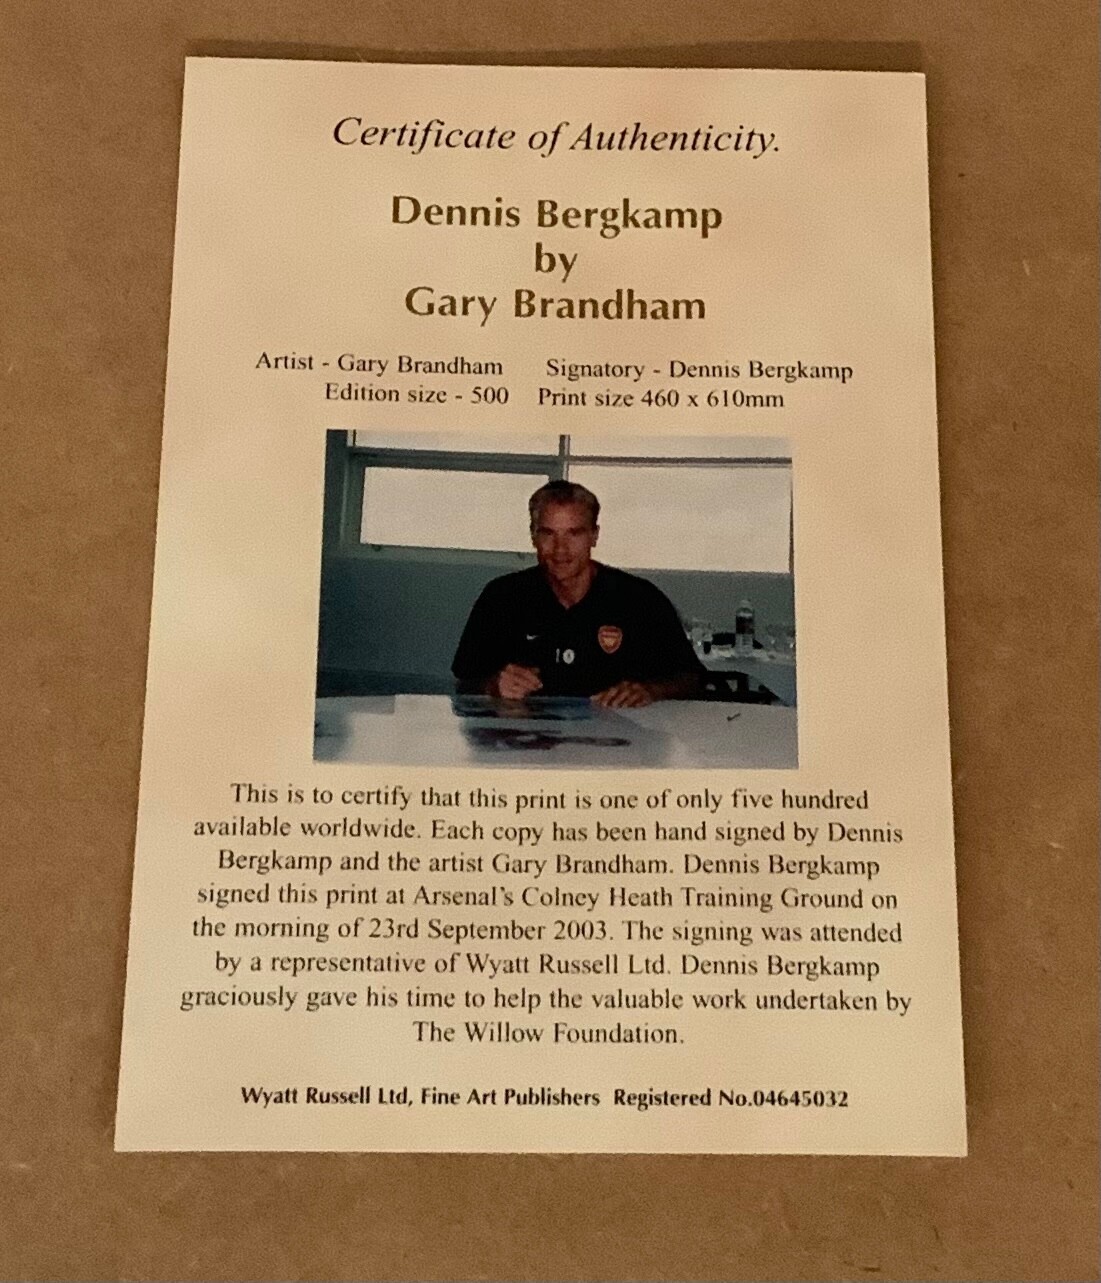 Certificate of Authenticity.
Dennis Bergkamp
by
Gary Brandham
Artist - Gary Brandham Signatory - Dennis Bergkamp
Edition size - 500 Print size 460 x 610mm
10
This is to certify that this print is one of only five hundred
available worldwide. Each copy has been hand signed by Dennis
Bergkamp and the artist Gary Brandham. Dennis Bergkamp
signed this print at Arsenal's Colney Heath Training Ground on
the morning of 23rd September 2003. The signing was attended
by a representative of Wyatt Russell Ltd. Dennis Bergkamp
graciously gave his time to help the valuable work undertaken by
The Willow Foundation.
Wyatt Russell Ltd, Fine Art Publishers Registered No.04645032